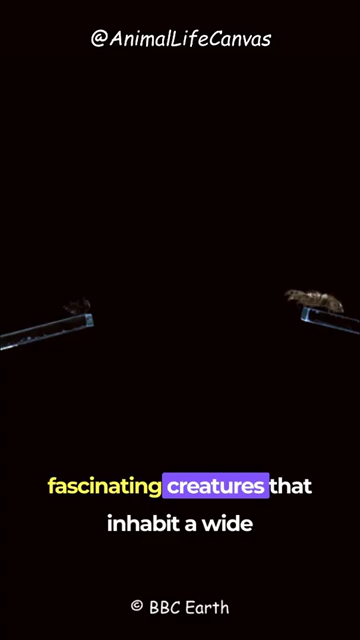 @AnimalLifeCanvas
fascinating creatures that
inhabit a wide
© BBC Earth